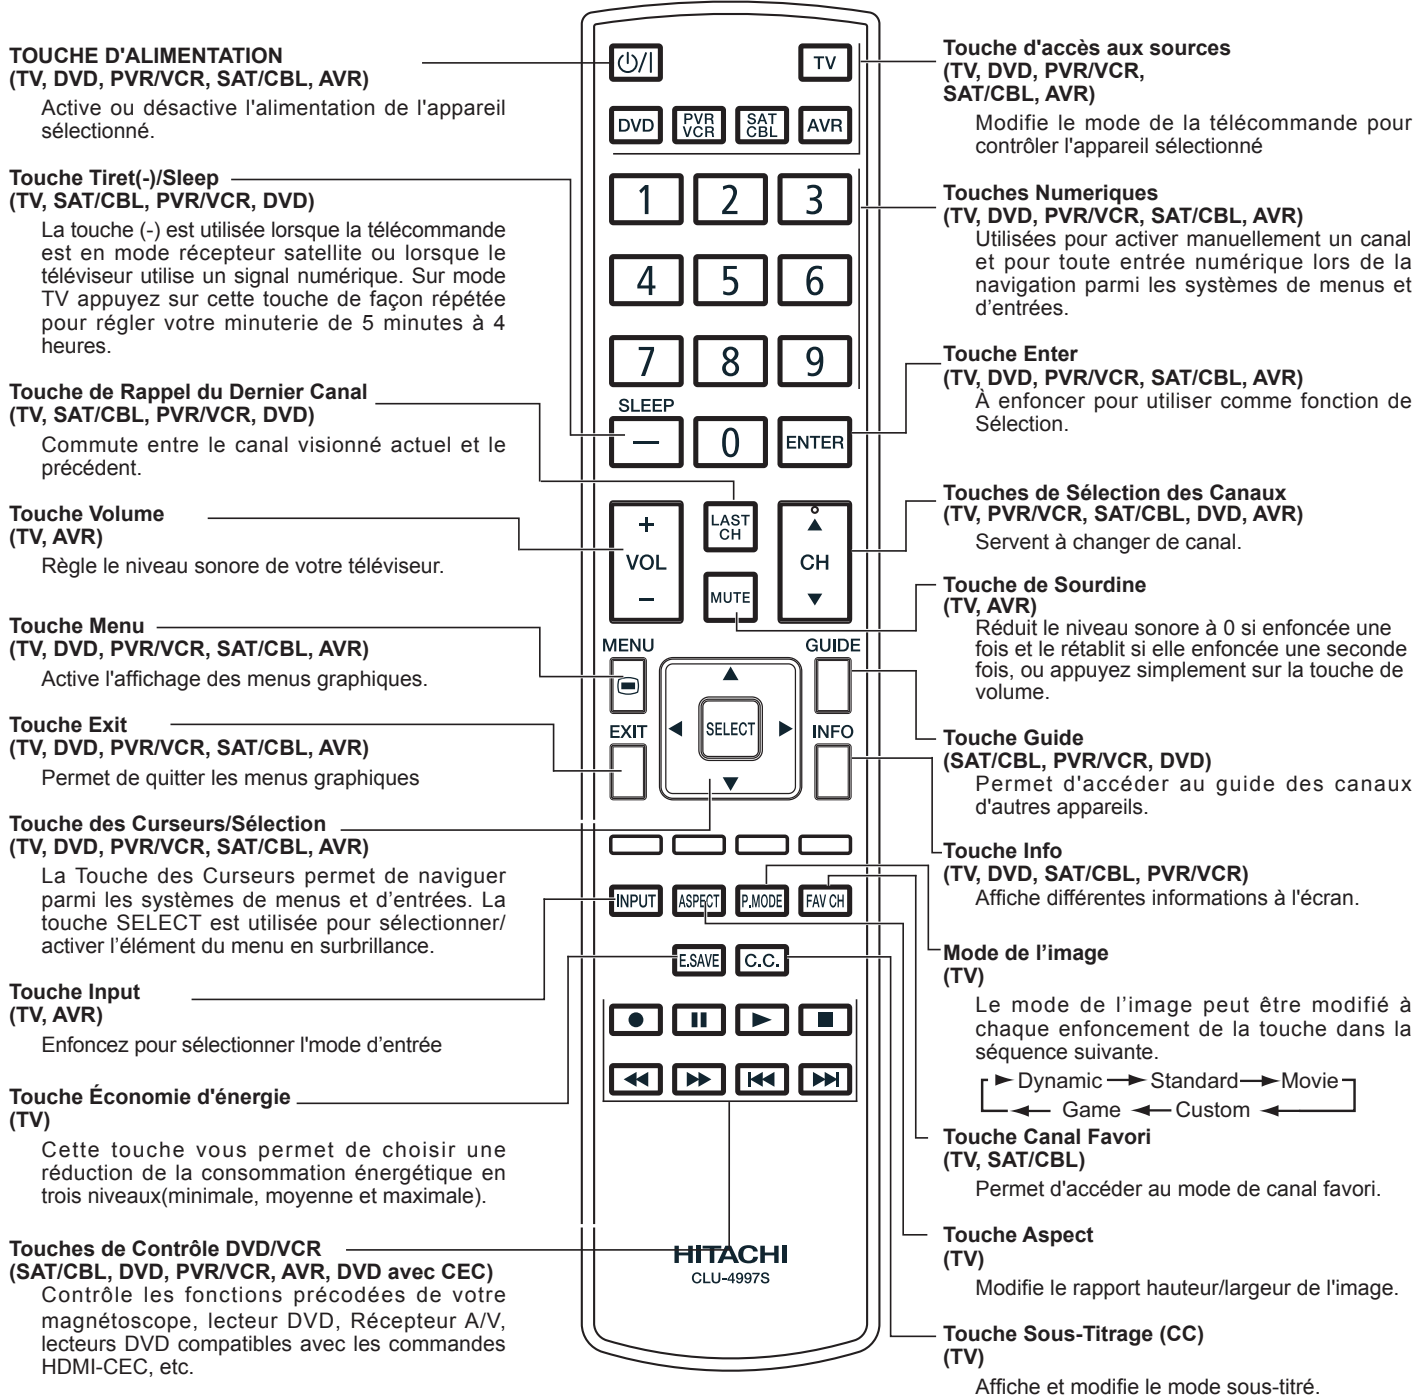 TOUCHE D'ALIMENTATION
(TV, DVD, PVR/VCR, SAT/CBL, AVR)
Active ou désactive l'alimentation de l'appareil
sélectionné.
Touche Tiret(-)/Sleep
(TV, SAT/CBL, PVR/VCR, DVD)
La touche (-) est utilisée lorsque la télécommande
est en mode récepteur satellite ou lorsque le
téléviseur utilise un signal numérique. Sur mode
TV appuyez sur cette touche de façon répétée
pour régler votre minuterie de 5 minutes à 4
heures.
Touche de Rappel du Dernier Canal
(TV, SAT/CBL, PVR/VCR, DVD)
Commute entre le canal visionné actuel et le
précédent.
Touche Volume
(TV, AVR)
Règle le niveau sonore de votre téléviseur.
Touche Menu
(TV, DVD, PVR/VCR, SAT/CBL, AVR)
Active l'affichage des menus graphiques.
Touche Exit
(TV, DVD, PVR/VCR, SAT/CBL, AVR)
Permet de quitter les menus graphiques
Touche des Curseurs/Sélection
(TV, DVD, PVR/VCR, SAT/CBL, AVR)
La Touche des Curseurs permet de naviguer
parmi les systèmes de menus et d’entrées. La
touche SELECT est utilisée pour sélectionner/
activer l’élément du menu en surbrillance.
Touche Input
(TV, AVR)
Enfoncez pour sélectionner l'mode d’entrée
Touche Économie d'énergie
(TV)
Cette touche vous permet de choisir une
réduction de la consommation énergétique en
trois niveaux(minimale, moyenne et maximale).
Touches de Contrôle DVD/VCR
(SAT/CBL, DVD, PVR/VCR, AVR, DVD avec CEC)
Contrôle les fonctions précodées de votre
magnétoscope, lecteur DVD, Récepteur A/V,
lecteurs DVD compatibles avec les commandes
HDMI-CEC, etc.
TV
DVD
PVR
VCR
SAT
CBL
AVR
1 2 3
4 5 6
7 8 9
SLEEP
— 0 ENTER
+
VOL
–
LAST
CH
MUTE
CH
MENU
GUIDE
SELECT
EXIT
INFO
INPUT ASPECT P.MODE FAV CH
E.SAVE C.C.
HITACHI
CLU-4997S
Touche d'accès aux sources
(TV, DVD, PVR/VCR,
SAT/CBL, AVR)
Modifie le mode de la télécommande pour
contrôler l'appareil sélectionné
Touches Numeriques
(TV, DVD, PVR/VCR, SAT/CBL, AVR)
Utilisées pour activer manuellement un canal
et pour toute entrée numérique lors de la
navigation parmi les systèmes de menus et
d’entrées.
Touche Enter
(TV, DVD, PVR/VCR, SAT/CBL, AVR)
À enfoncer pour utiliser comme fonction de
Sélection.
Touches de Sélection des Canaux
(TV, PVR/VCR, SAT/CBL, DVD, AVR)
Servent à changer de canal.
Touche de Sourdine
(TV, AVR)
Réduit le niveau sonore à 0 si enfoncée une
fois et le rétablit si elle enfoncée une seconde
fois, ou appuyez simplement sur la touche de
volume.
Touche Guide
(SAT/CBL, PVR/VCR, DVD)
Permet d'accéder au guide des canaux
d'autres appareils.
Touche Info
(TV, DVD, SAT/CBL, PVR/VCR)
Affiche différentes informations à l'écran.
Mode de l’image
(TV)
Le mode de l’image peut être modifié à
chaque enfoncement de la touche dans la
séquence suivante.
Dynamic Standard Movie
Game Custom
Touche Canal Favori
(TV, SAT/CBL)
Permet d'accéder au mode de canal favori.
Touche Aspect
(TV)
Modifie le rapport hauteur/largeur de l'image.
Touche Sous-Titrage (CC)
(TV)
Affiche et modifie le mode sous-titré.